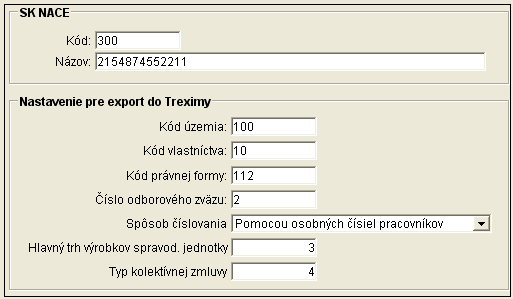 SK NACE
Kód: 300
Názov: 2154874552211
Nastavenie pre export do Treximy
Kód územia: 100
Kód vlastníctva: 10
Kód právnej formy: 112
Číslo odborového zväzu: 2
Spôsob číslovania Pomocou osobných čísiel pracovníkov
Hlavný trh výrobkov spravod. jednotky 3
Typ kolektívnej zmluvy 4